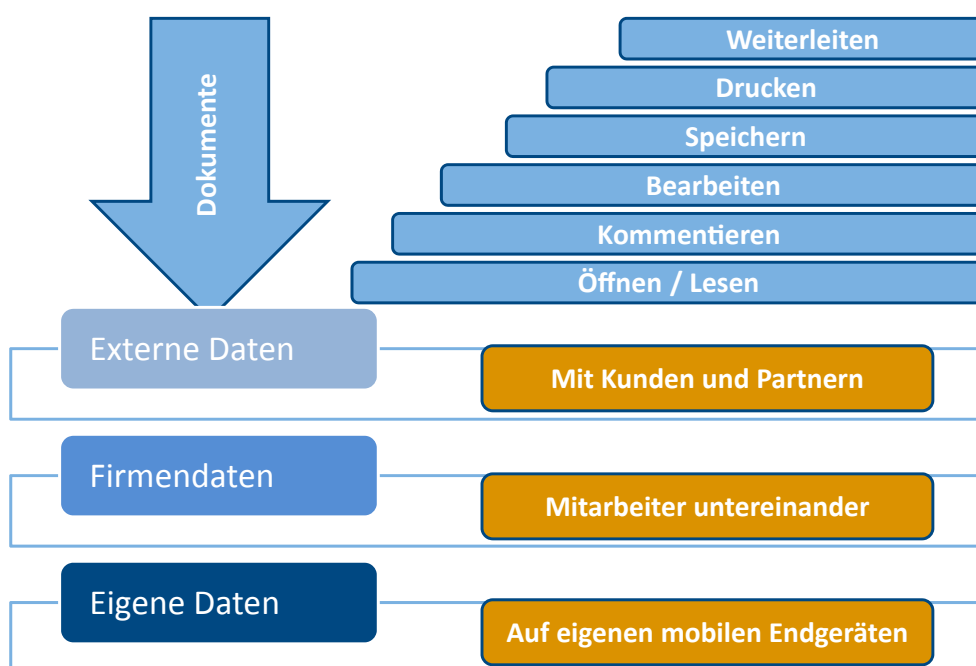 Dokumente
Weiterleiten
Drucken
Speichern
Bearbeiten
Kommentieren
Öffnen / Lesen
Externe Daten
Mit Kunden und Partnern
Firmendaten
Mitarbeiter untereinander
Eigene Daten
Auf eigenen mobilen Endgeräten